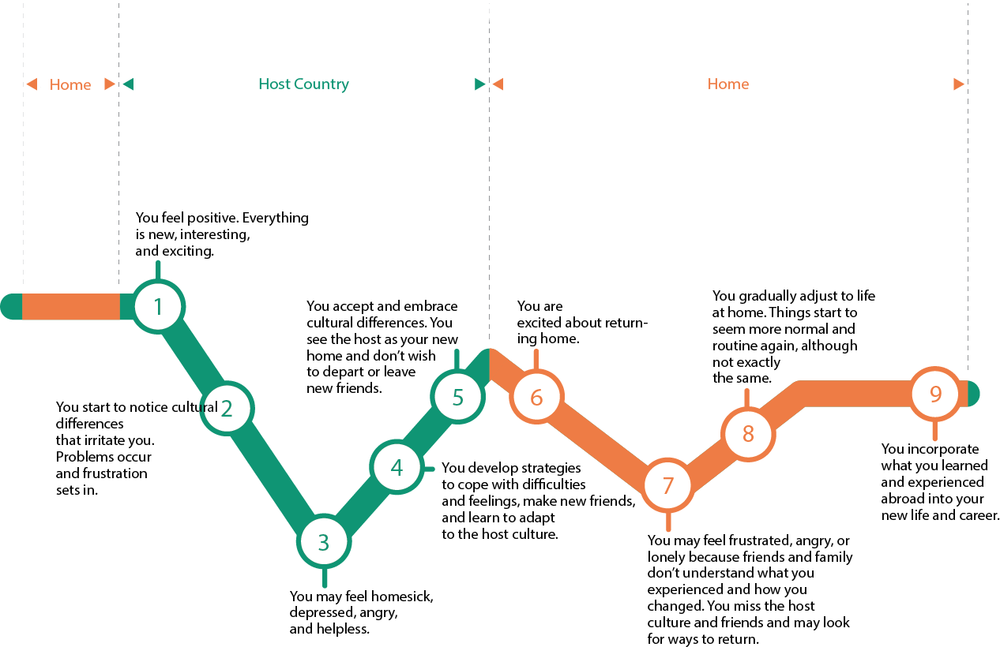 Home
Host Country
Home
You feel positive. Everything
is new, interesting,
and exciting.
1
You start to notice cultural
differences
that irritate you.
Problems occur
and frustration
sets in.
2
You may feel homesick,
depressed, angry,
and helpless.
3
You develop strategies
to cope with difficulties
and feelings, make new friends,
and learn to adapt
to the host culture.
4
You accept and embrace
cultural differences. You
see the host as your new
home and don't wish
to depart or leave
new friends.
5
You are
excited about return-
ing home.
6
You may feel frustrated, angry, or
lonely because friends and family
don't understand what you
experienced and how you
changed. You miss the host
culture and friends and may look
for ways to return.
7
You gradually adjust to life
at home. Things start to
seem more normal and
routine again, although
not exactly
the same.
8
You incorporate
what you learned
and experienced
abroad into your
new life and career.
9